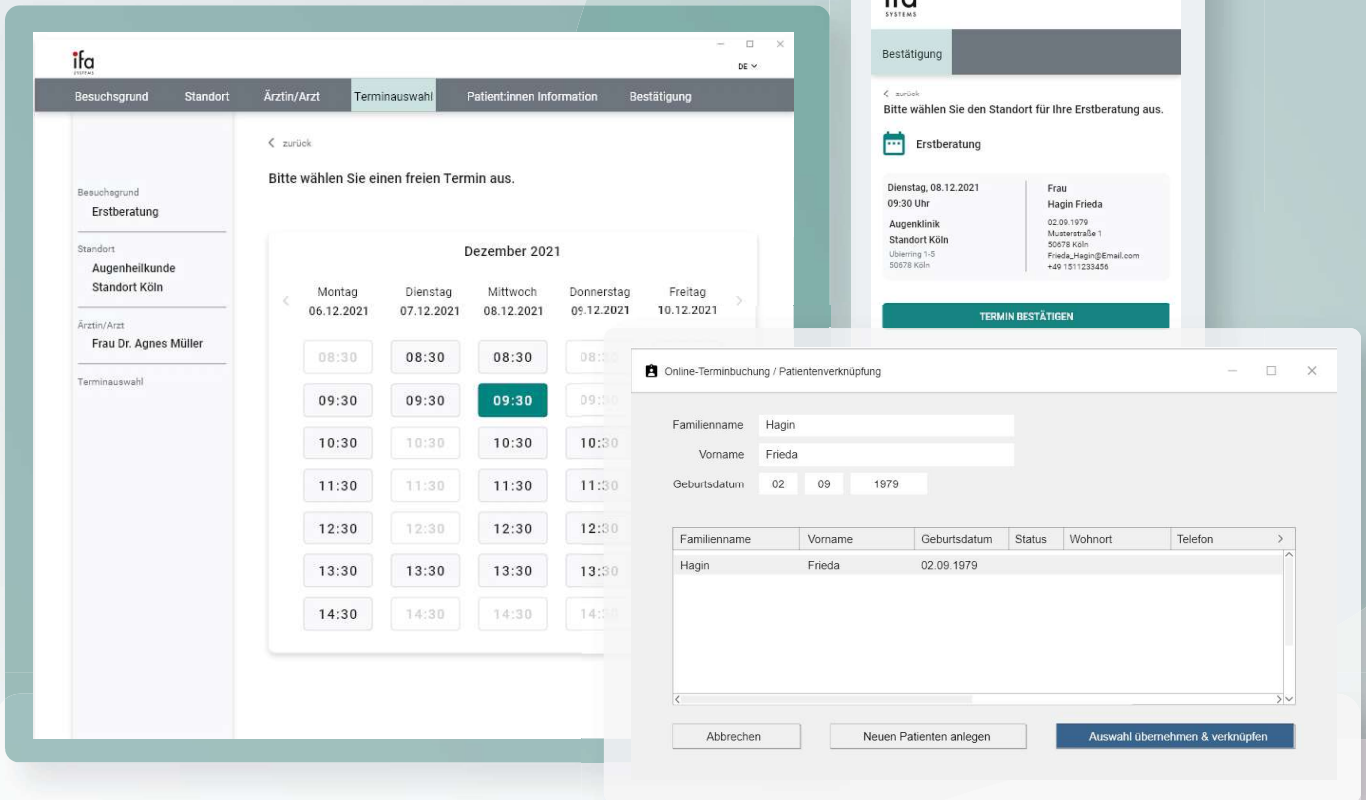 ifa
SYSTEMS
DE
Besuchsgrund Standort Ärztin/Arzt Terminauswahl Patient:innen Information Bestätigung
zurück
Bitte wählen Sie einen freien Termin aus.
Besuchsgrund
Erstberatung
Standort
Augenheilkunde
Standort Köln
Ärztin/Arzt
Frau Dr. Agnes Müller
Terminauswahl
Dezember 2021
Montag Dienstag Mittwoch Donnerstag Freitag
06.12.2021 07.12.2021 08.12.2021 09.12.2021 10.12.2021
08:30 08:30 08:30 08:30
09:30 09:30 09:30 09:30
10:30 10:30 10:30 10:30
11:30 11:30 11:30 11:30
12:30 12:30 12:30 12:30
13:30 13:30 13:30 13:30
14:30 14:30 14:30 14:30
ifa
SYSTEMS
Bestätigung
zurück
Bitte wählen Sie den Standort für Ihre Erstberatung aus.
Erstberatung
Dienstag, 08.12.2021
09:30 Uhr
Augenklinik
Standort Köln
Ubierring 1-5
50678 Köln
Frau
Hagin Frieda
02.09.1979
Musterstraße 1
50678 Köln
Frieda_Hagin@Email.com
+49 1511233456
TERMIN BESTÄTIGEN
Online-Terminbuchung / Patientenverknüpfung
Familienname Hagin
Vorname Frieda
Geburtsdatum 02 09 1979
Familienname Vorname Geburtsdatum Status Wohnort Telefon
Hagin Frieda 02.09.1979
Abbrechen Neuen Patienten anlegen Auswahl übernehmen & verknüpfen